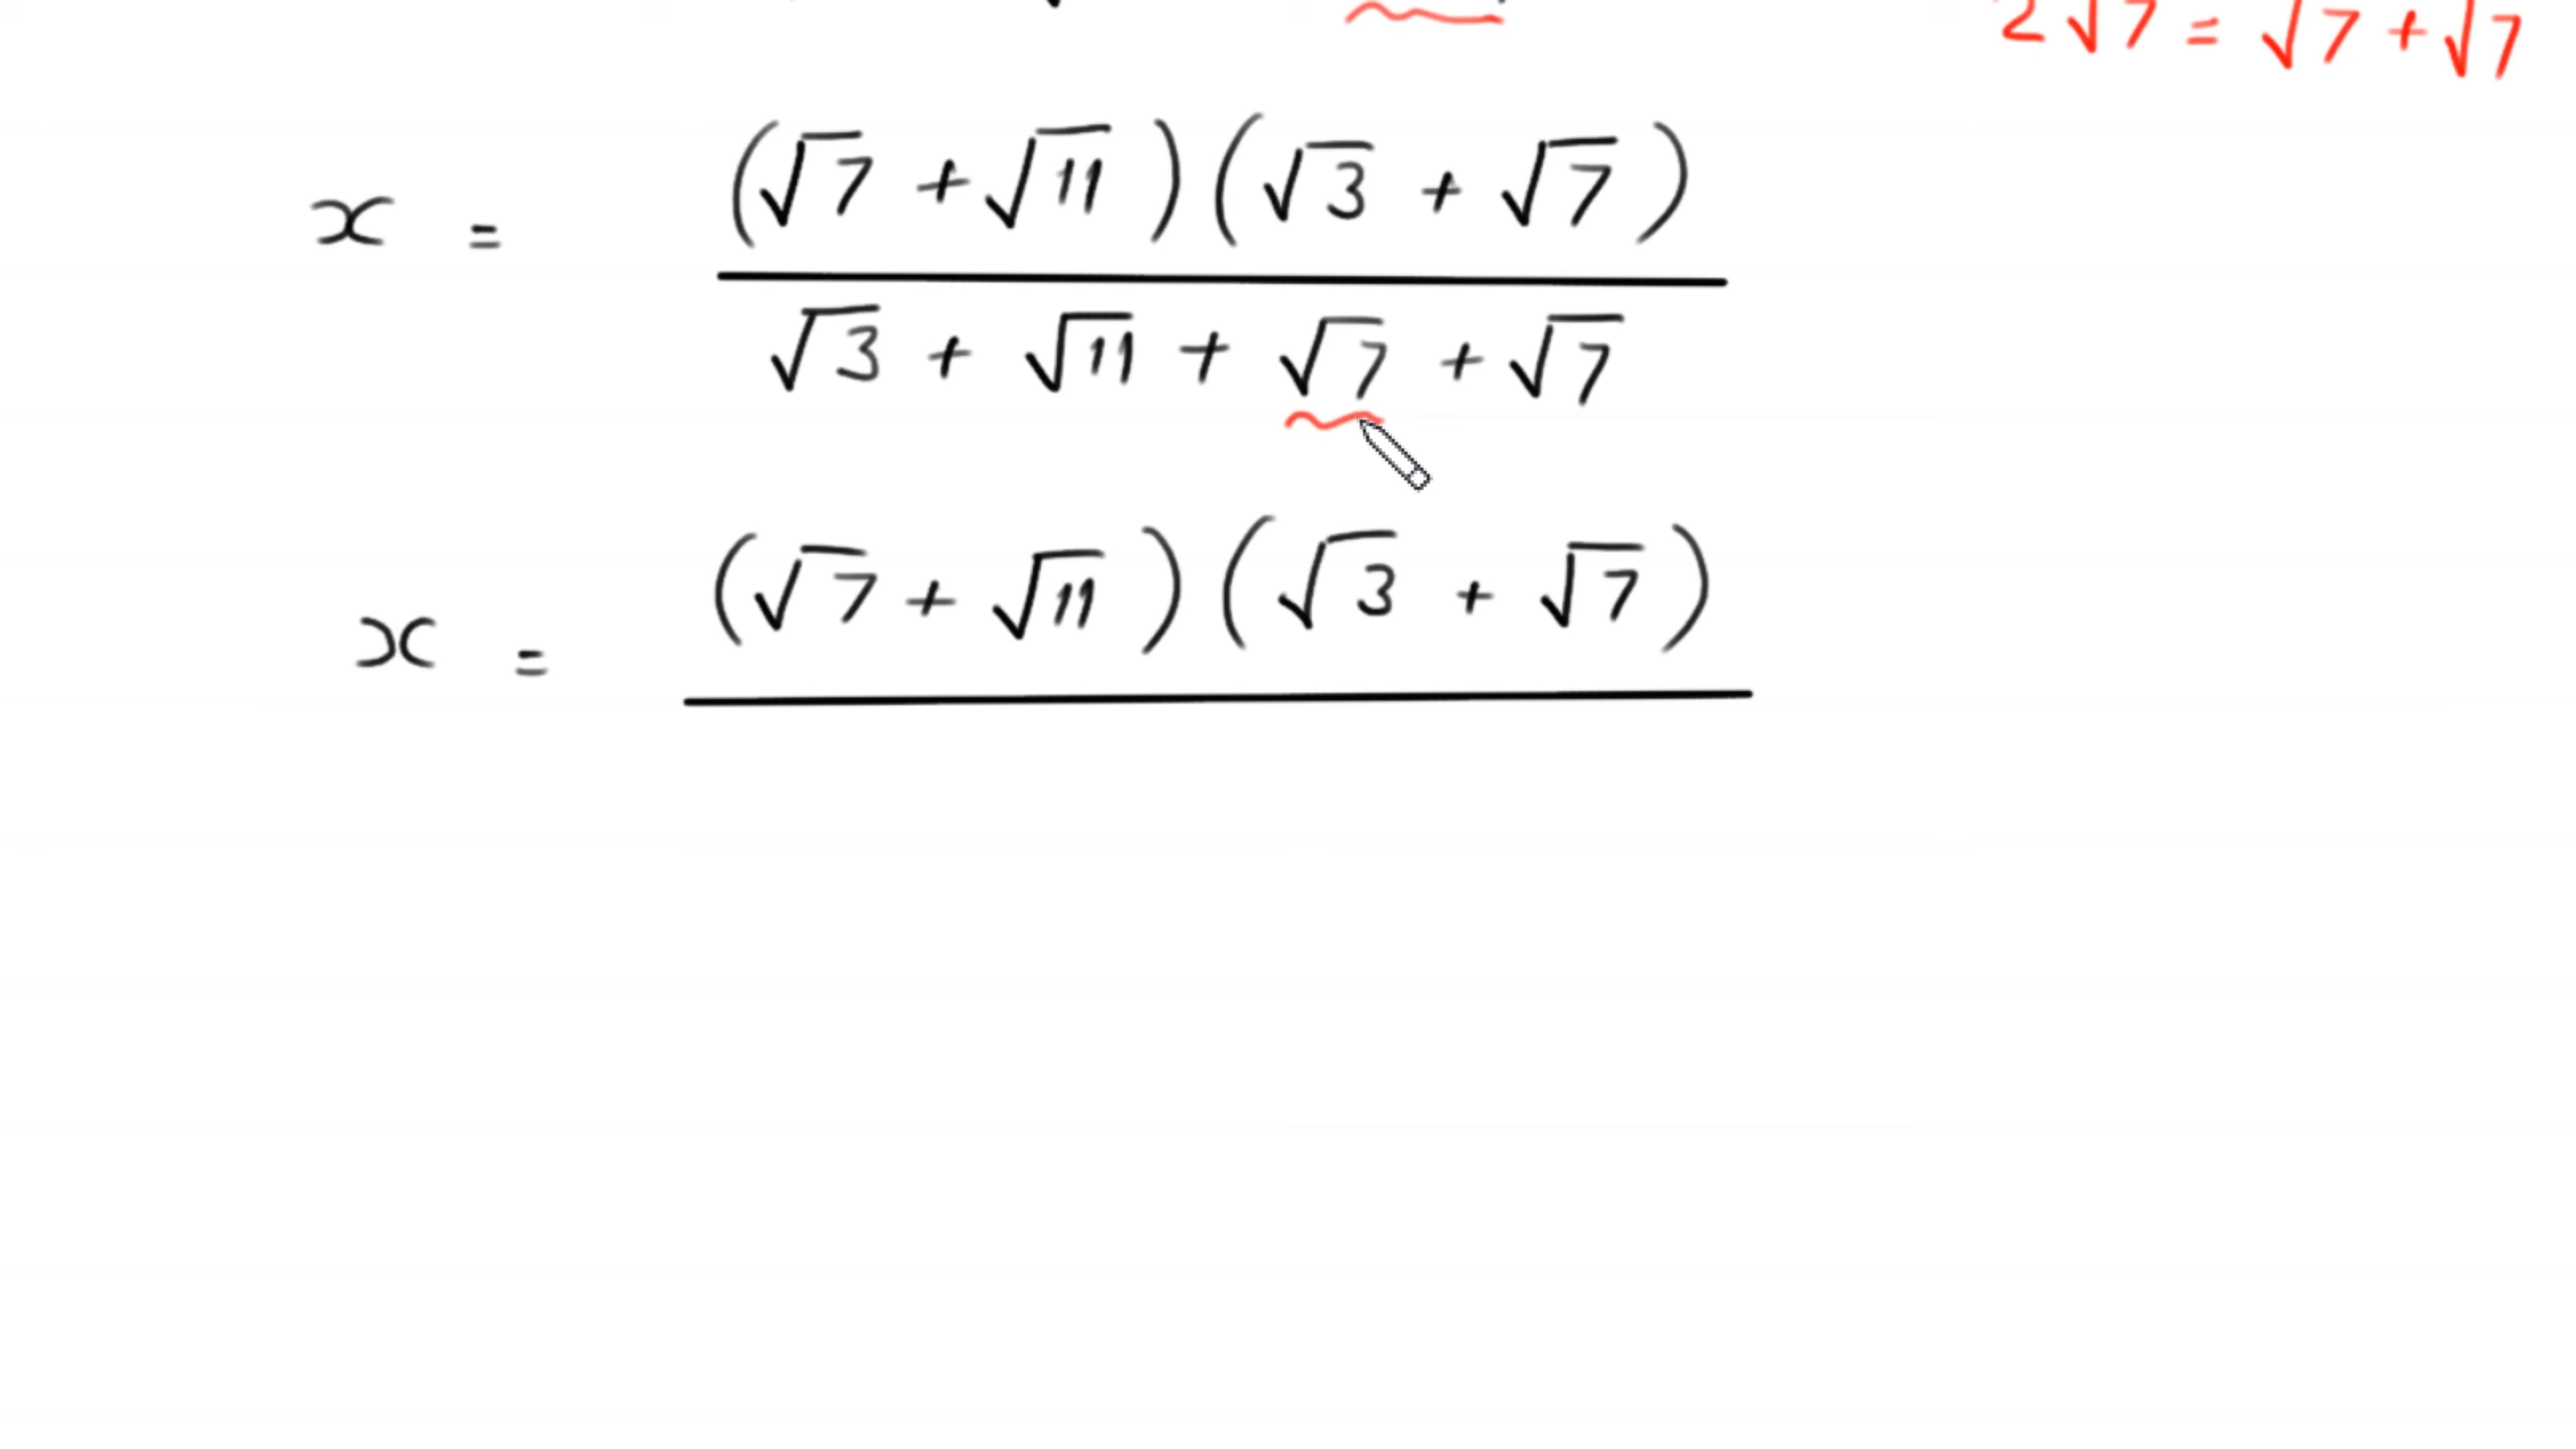 2√7 = √7 + √7
x = (√7 + √11)(√3 + √7)
√3 + √11 + √7 + √7
x = (√7 + √11)(√3 + √7)